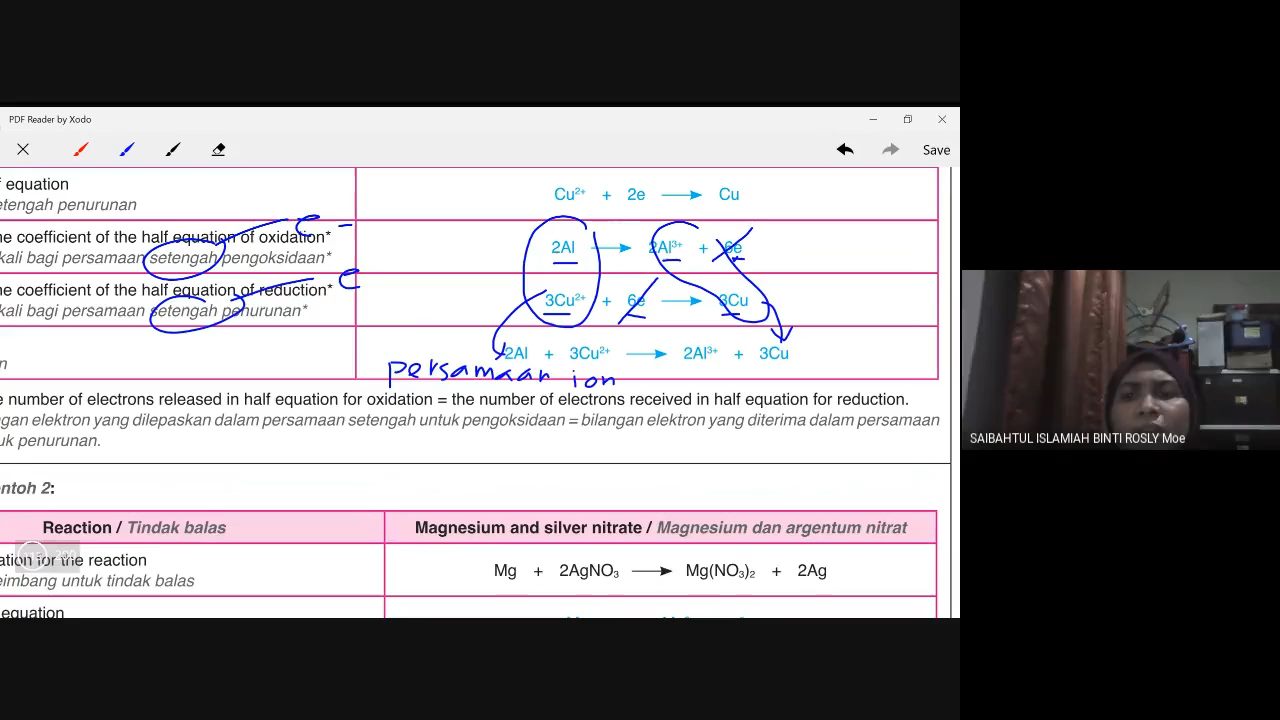 PDF Reader by Xodo
Save
f equation
etengah penurunan
Cu²⁺ + 2e ⟶ Cu
he coefficient of the half equation of oxidation*
kali bagi persamaan setengah pengoksidaan*
e -
2Al ⟶ 2Al³⁺ + 6e
he coefficient of the half equation of reduction*
kali bagi persamaan setengah penurunan*
e
3Cu²⁺ + 6e ⟶ 3Cu
n
2Al + 3Cu²⁺ ⟶ 2Al³⁺ + 3Cu
persamaan ion
e number of electrons released in half equation for oxidation = the number of electrons received in half equation for reduction.
ngan elektron yang dilepaskan dalam persamaan setengah untuk pengoksidaan = bilangan elektron yang diterima dalam persamaan
uk penurunan.
SAIBAHTUL ISLAMIAH BINTI ROSLY Moe
entoh 2:
Reaction / Tindak balas
Magnesium and silver nitrate / Magnesium dan argentum nitrat
ation for the reaction
eimbang untuk tindak balas
Mg + 2AgNO₃ ⟶ Mg(NO₃)₂ + 2Ag
equation